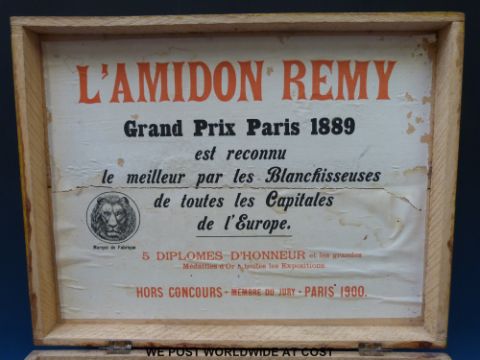 L'AMIDON REMY
Grand Prix Paris 1889
est reconnu
le meilleur par les Blanchisseuses
de toutes les Capitales
de l'Europe.
Marque de Fabrique
5 DIPLOMES D'HONNEUR et les grandes
Médailles d'Or à toutes les Expositions
HORS CONCOURS - MEMBRE DU JURY - PARIS 1900.
WE POST WORLDWIDE AT COST